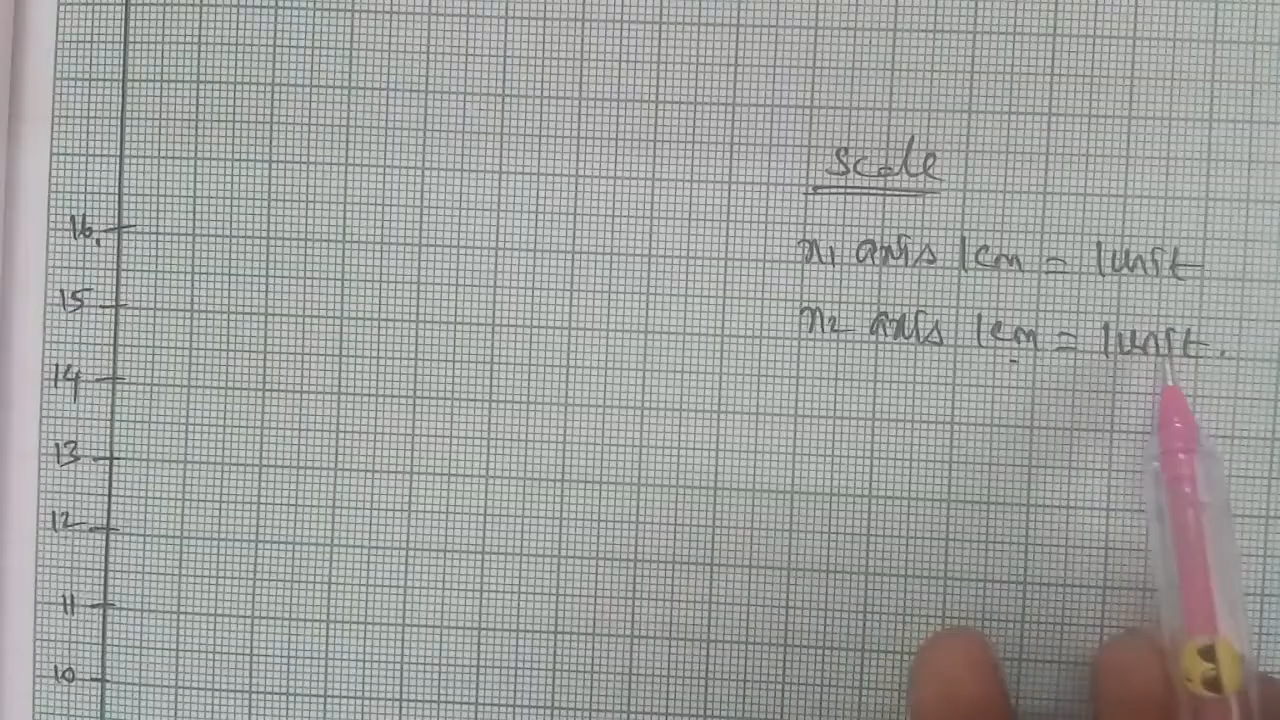 Scale
x1 axis 1cm = 1unit
x2 axis 1cm = 1unit.
16
15
14
13
12
11
10